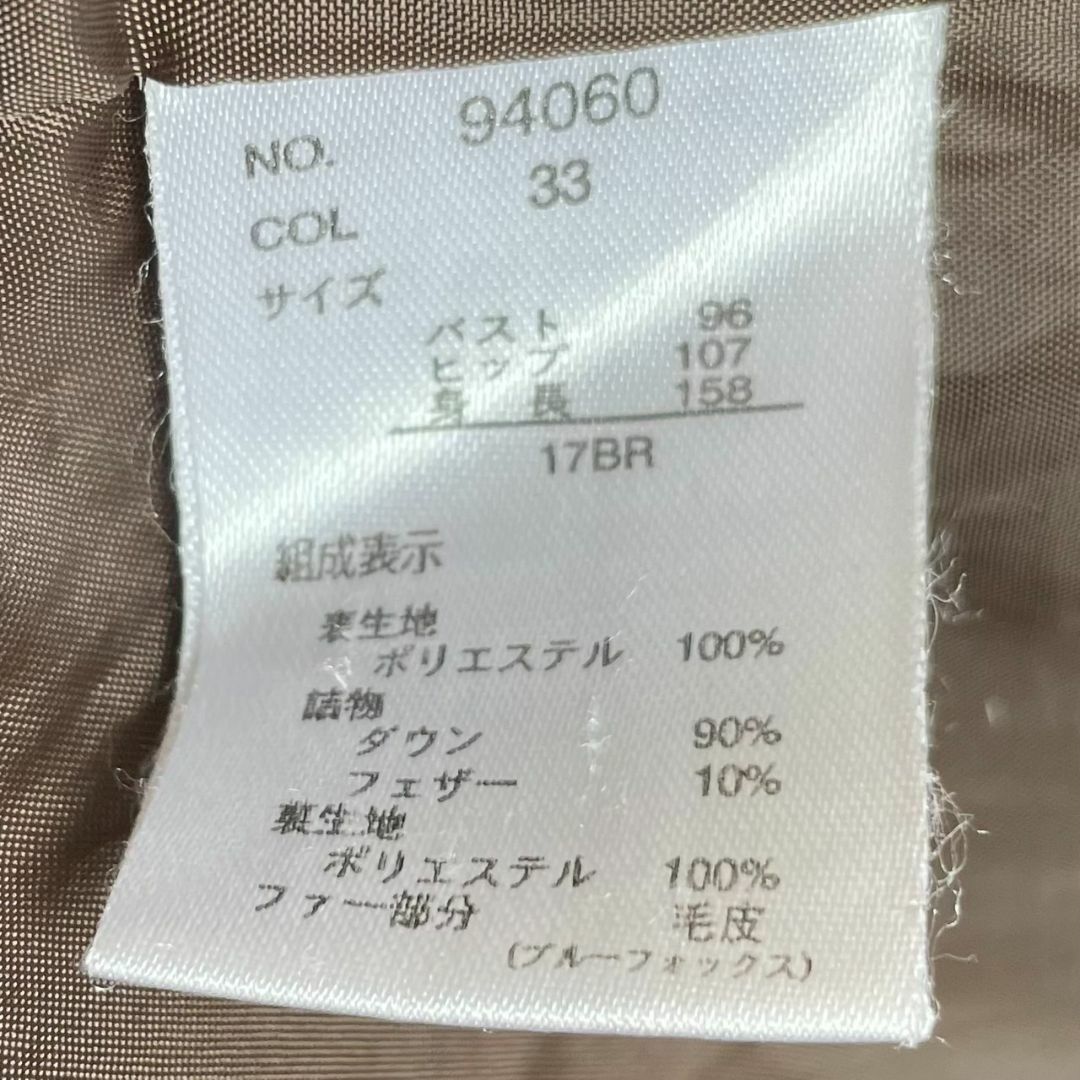 NO. 94060
COL 33
サイズ
バスト 96
ヒップ 107
身長 158
17BR
組成表示
表生地
ポリエステル 100%
詰物
ダウン 90%
フェザー 10%
裏生地
ポリエステル 100%
ファー部分 毛皮
(ブルーフォックス)